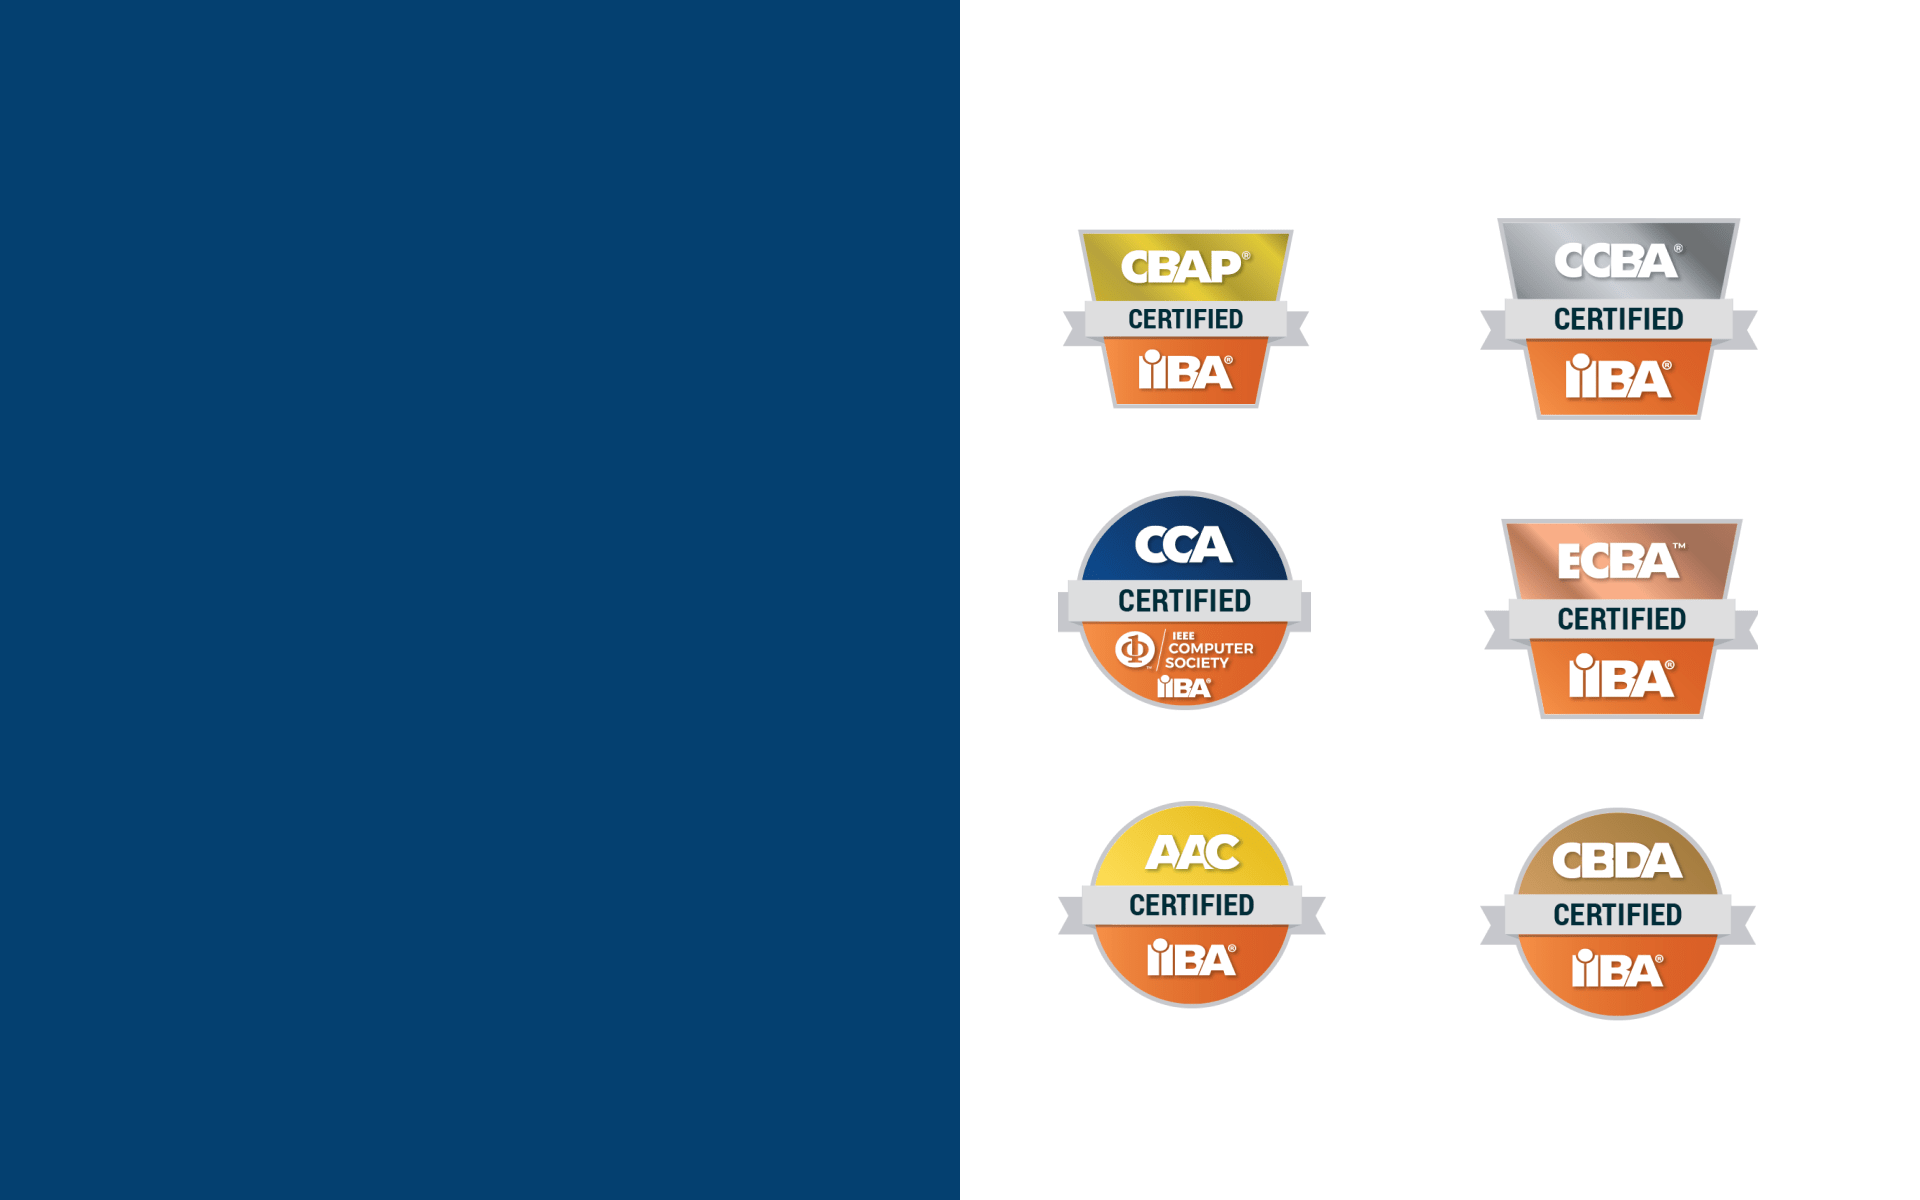 CBAP®
CERTIFIED
iiBA®
CCBA®
CERTIFIED
iiBA®
CCA
CERTIFIED
IEEE
COMPUTER
SOCIETY
iiBA®
ECBA™
CERTIFIED
iiBA®
AAC
CERTIFIED
iiBA®
CBDA
CERTIFIED
iiBA®